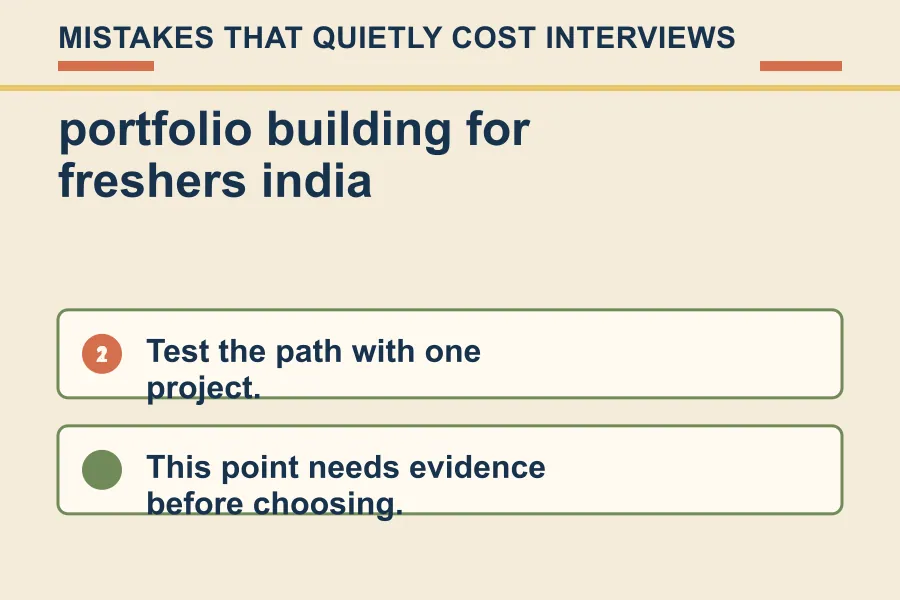 MISTAKES THAT QUIETLY COST INTERVIEWS
portfolio building for
freshers india
2
Test the path with one
project.
This point needs evidence
before choosing.